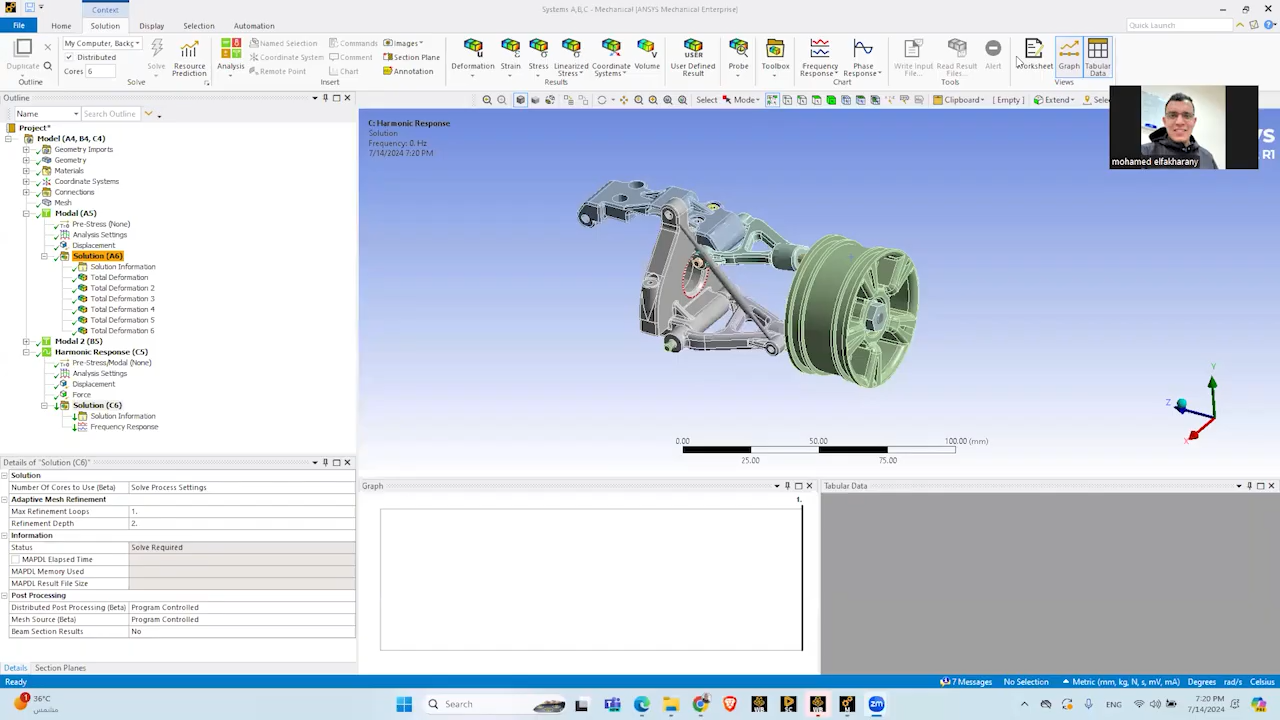 Systems A,B,C - Mechanical [ANSYS Mechanical Enterprise]
Context
File
Home
Solution
Display
Selection
Automation
Quick Launch
Duplicate
Outline
My Computer, Backg
Distributed
Cores 6
Solve
Solve
Resource Prediction
Analysis
Named Selection
Coordinate System
Remote Point
Commands
Comment
Chart
Images
Section Plane
Annotation
Insert
Deformation
Strain
Stress
Linearized Stress
Coordinate Systems
Volume
Results
User Defined Result
Probe
Toolbox
Frequency Response
Phase Response
Chart
Write Input File...
Read Result Files...
Alert
Tools
Worksheet
Graph
Tabular Data
Views
Outline
Name
Search Outline
Select
Mode
Clipboard
[ Empty ]
Extend
Project*
Model (A4, B4, C4)
Geometry Imports
Geometry
Materials
Coordinate Systems
Connections
Mesh
Modal (A5)
Pre-Stress (None)
Analysis Settings
Displacement
Solution (A6)
Solution Information
Total Deformation
Total Deformation 2
Total Deformation 3
Total Deformation 4
Total Deformation 5
Total Deformation 6
Modal 2 (B5)
Harmonic Response (C5)
Pre-Stress/Modal (None)
Analysis Settings
Displacement
Force
Solution (C6)
Solution Information
Frequency Response
C: Harmonic Response
Solution
Frequency: 0. Hz
7/14/2024 7:20 PM
mohamed elfakharany
R1
Y
Z
X
0.00
50.00
100.00 (mm)
25.00
75.00
Details of "Solution (C6)"
Solution
Number Of Cores to Use (Beta) Solve Process Settings
Adaptive Mesh Refinement
Max Refinement Loops 1.
Refinement Depth 2.
Information
Status Solve Required
MAPDL Elapsed Time
MAPDL Memory Used
MAPDL Result File Size
Post Processing
Distributed Post Processing (Beta) Program Controlled
Mesh Source (Beta) Program Controlled
Beam Section Results No
Details
Section Planes
Graph
1.
Tabular Data
Ready
7 Messages
No Selection
Metric (mm, kg, N, s, mV, mA)
Degrees
rad/s
Celsius
36°C
مشمس
Search
ENG
7:20 PM
7/14/2024